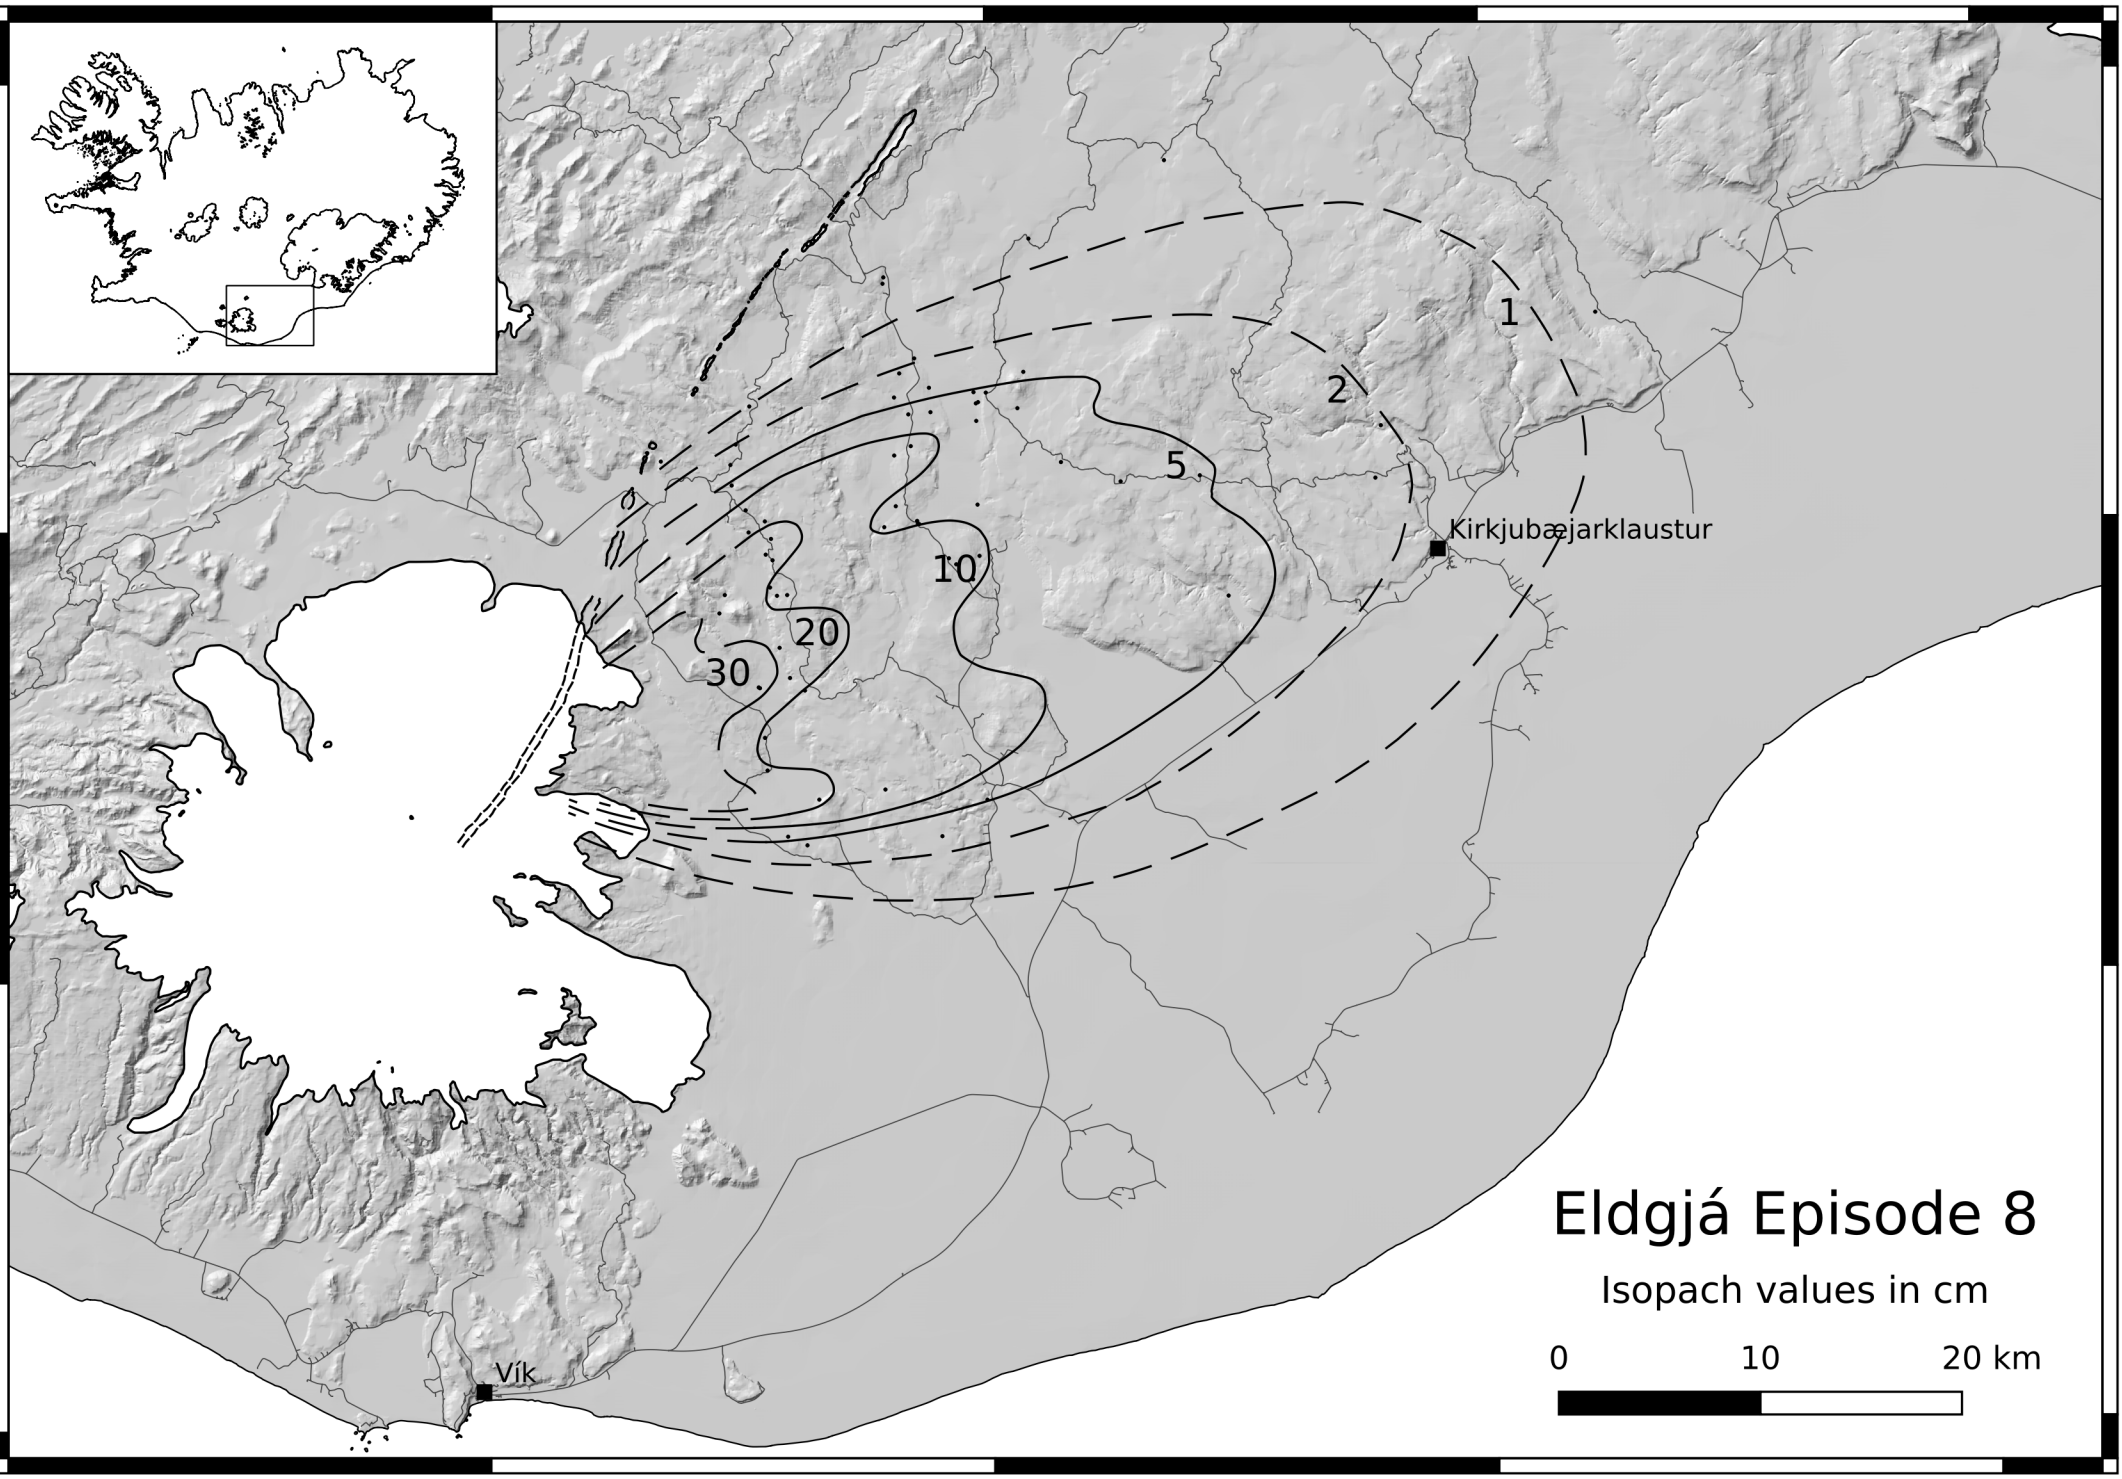 1
2
5
Kirkjubæjarklaustur
10
20
30
Eldgjá Episode 8
Isopach values in cm
0 10 20 km
Vík